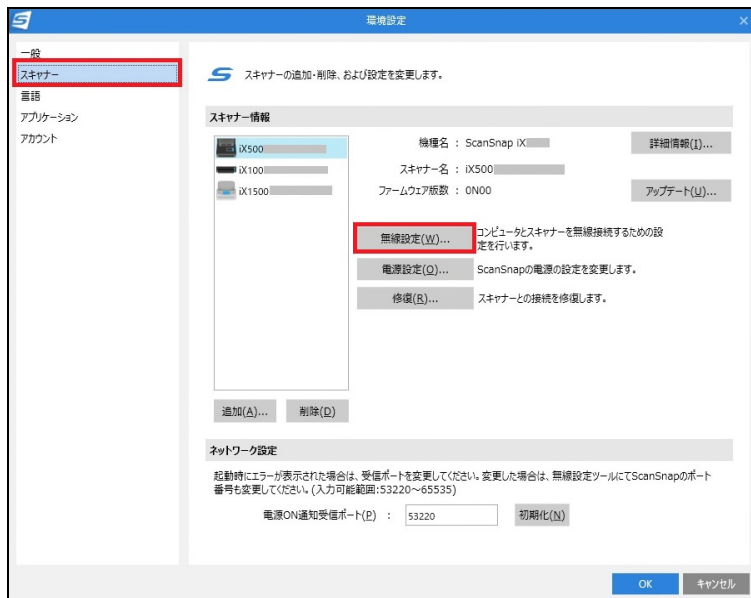 環境設定
一般
スキャナー
言語
アプリケーション
アカウント
スキャナーの追加・削除、および設定を変更します。
スキャナー情報
iX500
iX100
iX1500
機種名 : ScanSnap iX
詳細情報(I)...
スキャナー名 : iX500
ファームウェア版数 : 0N00
アップデート(U)...
無線設定(W)...
コンピュータとスキャナーを無線接続するための設
定を行います。
電源設定(O)...
ScanSnapの電源の設定を変更します。
修復(R)...
スキャナーとの接続を修復します。
追加(A)...
削除(D)
ネットワーク設定
起動時にエラーが表示された場合は、受信ポートを変更してください。変更した場合は、無線設定ツールにてScanSnapのポート
番号も変更してください。(入力可能範囲:53220～65535)
電源ON通知受信ポート(P) :
53220
初期化(N)
OK
キャンセル